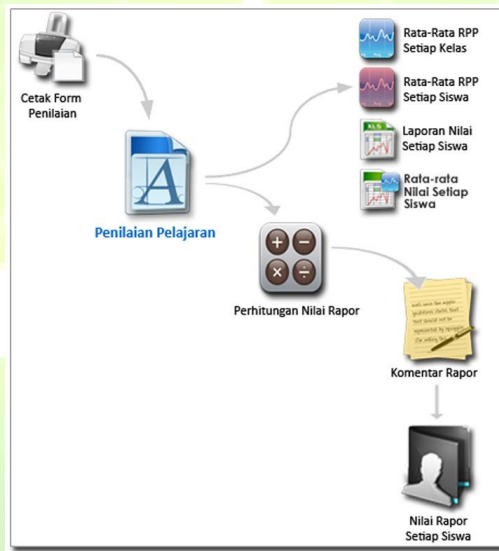 Cetak Form
Penilaian
Rata-Rata RPP
Setiap Kelas
Rata-Rata RPP
Setiap Siswa
XLS
Laporan Nilai
Setiap Siswa
Rata-rata
Nilai Setiap
Siswa
A
Penilaian Pelajaran
Perhitungan Nilai Rapor
Komentar Rapor
Nilai Rapor
Setiap Siswa